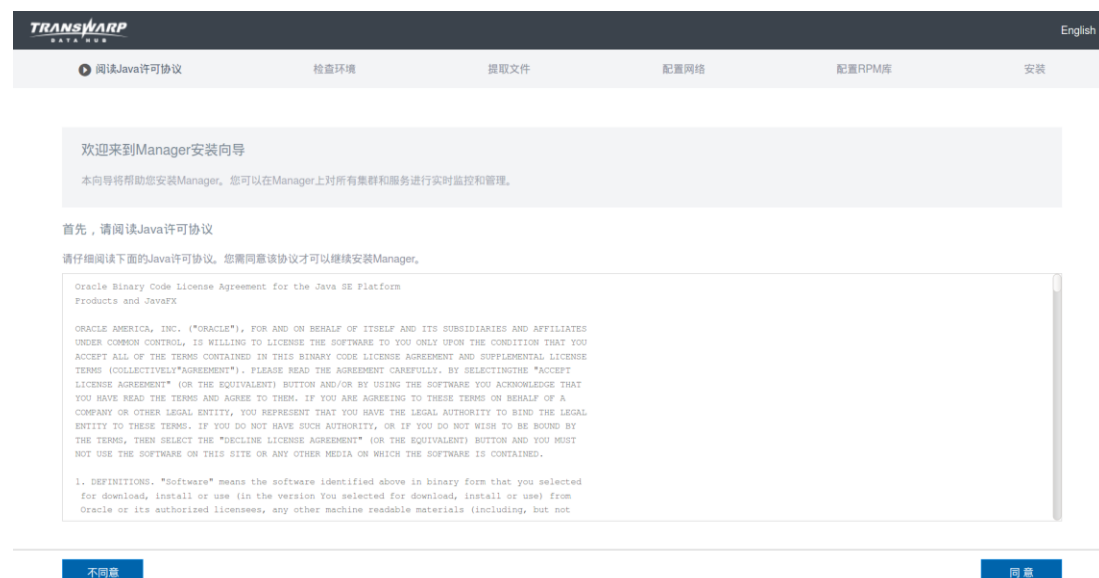 TRANSWARP
DATA HUB
English
阅读Java许可协议
检查环境
提取文件
配置网络
配置RPM库
安装
欢迎来到Manager安装向导
本向导将帮助您安装Manager。您可以在Manager上对所有集群和服务进行实时监控和管理。
首先，请阅读Java许可协议
请仔细阅读下面的Java许可协议。您需同意该协议才可以继续安装Manager。
Oracle Binary Code License Agreement for the Java SE Platform
Products and JavaFX
ORACLE AMERICA, INC. ("ORACLE"), FOR AND ON BEHALF OF ITSELF AND ITS SUBSIDIARIES AND AFFILIATES
UNDER COMMON CONTROL, IS WILLING TO LICENSE THE SOFTWARE TO YOU ONLY UPON THE CONDITION THAT YOU
ACCEPT ALL OF THE TERMS CONTAINED IN THIS BINARY CODE LICENSE AGREEMENT AND SUPPLEMENTAL LICENSE
TERMS (COLLECTIVELY"AGREEMENT"). PLEASE READ THE AGREEMENT CAREFULLY. BY SELECTINGTHE "ACCEPT
LICENSE AGREEMENT" (OR THE EQUIVALENT) BUTTON AND/OR BY USING THE SOFTWARE YOU ACKNOWLEDGE THAT
YOU HAVE READ THE TERMS AND AGREE TO THEM. IF YOU ARE AGREEING TO THESE TERMS ON BEHALF OF A
COMPANY OR OTHER LEGAL ENTITY, YOU REPRESENT THAT YOU HAVE THE LEGAL AUTHORITY TO BIND THE LEGAL
ENTITY TO THESE TERMS. IF YOU DO NOT HAVE SUCH AUTHORITY, OR IF YOU DO NOT WISH TO BE BOUND BY
THE TERMS, THEN SELECT THE "DECLINE LICENSE AGREEMENT" (OR THE EQUIVALENT) BUTTON AND YOU MUST
NOT USE THE SOFTWARE ON THIS SITE OR ANY OTHER MEDIA ON WHICH THE SOFTWARE IS CONTAINED.
1. DEFINITIONS. "Software" means the software identified above in binary form that you selected
for download, install or use (in the version You selected for download, install or use) from
Oracle or its authorized licensees, any other machine readable materials (including, but not
不同意
同意